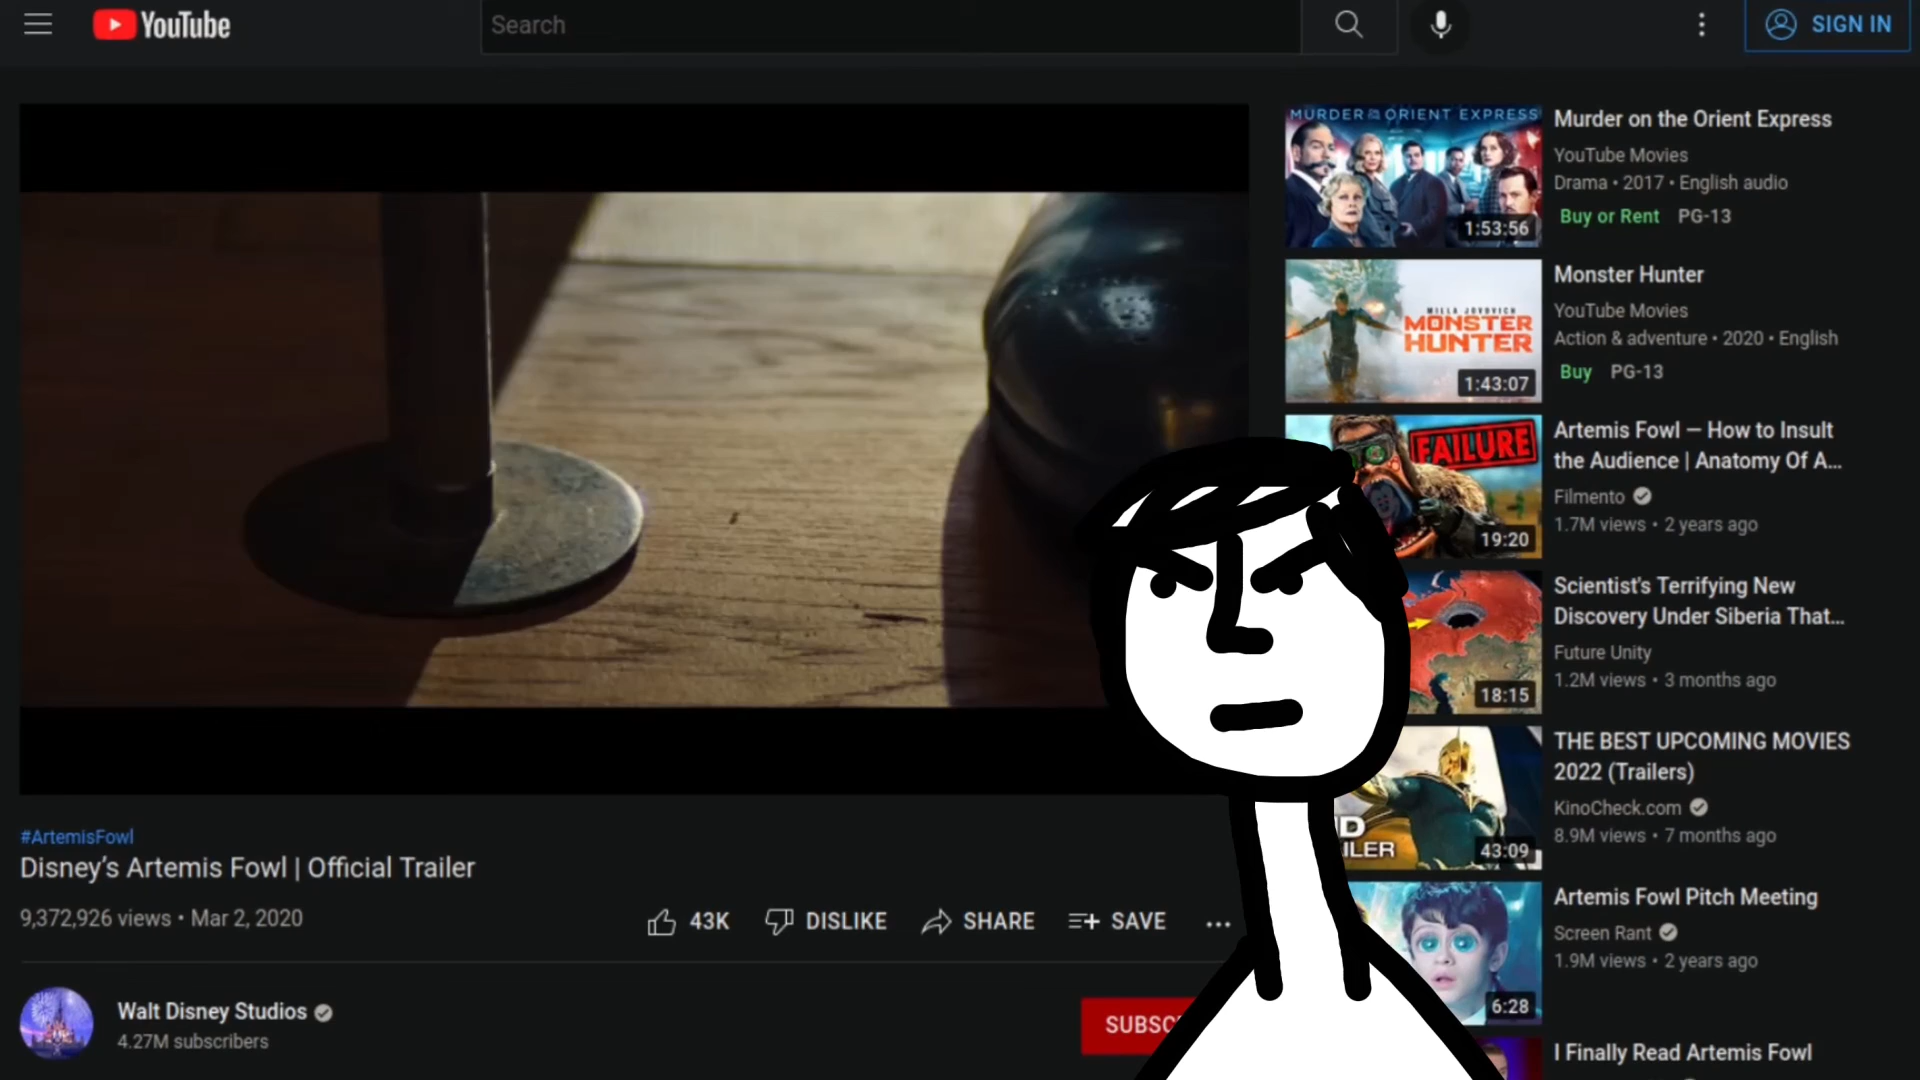 YouTube
Search
SIGN IN
MURDER ON THE ORIENT EXPRESS
1:53:56
Murder on the Orient Express
YouTube Movies
Drama • 2017 • English audio
Buy or Rent PG-13
MILLA JOVOVICH
MONSTER
HUNTER
1:43:07
Monster Hunter
YouTube Movies
Action & adventure • 2020 • English
Buy PG-13
FAILURE
19:20
Artemis Fowl — How to Insult
the Audience | Anatomy Of A...
Filmento
1.7M views • 2 years ago
18:15
Scientist's Terrifying New
Discovery Under Siberia That...
Future Unity
1.2M views • 3 months ago
D
ILER
43:09
THE BEST UPCOMING MOVIES
2022 (Trailers)
KinoCheck.com
8.9M views • 7 months ago
6:28
Artemis Fowl Pitch Meeting
Screen Rant
1.9M views • 2 years ago
I Finally Read Artemis Fowl
#ArtemisFowl
Disney’s Artemis Fowl | Official Trailer
9,372,926 views • Mar 2, 2020
43K DISLIKE SHARE SAVE
Walt Disney Studios
4.27M subscribers
SUBSC